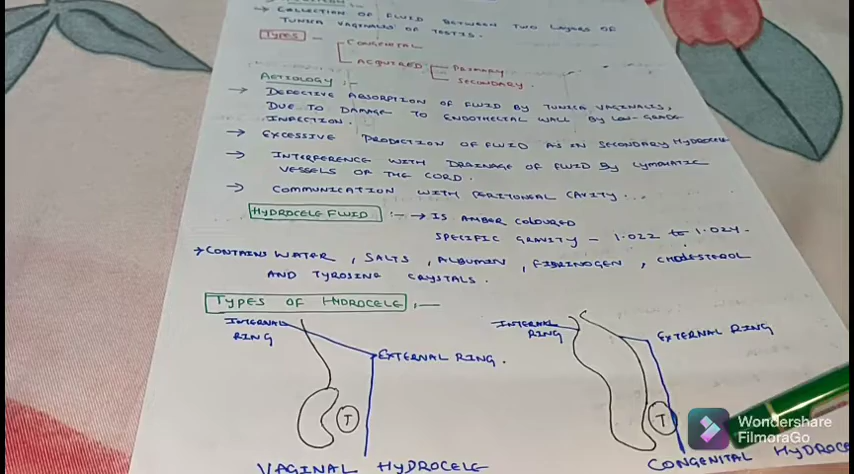 → COLLECTION OF FLUID BETWEEN TWO LAYERS OF
TUNICA VAGINALIS OF TESTIS.
TYPES -
CONGENITAL
ACQUIRED
PRIMARY
SECONDARY.
AETIOLOGY :-
→ DEFECTIVE ABSORPTION OF FLUID BY TUNICA VAGINALIS,
DUE TO DAMAGE TO ENDOTHELIAL WALL BY LOW-GRADE
INFECTION.
→ EXCESSIVE PRODUCTION OF FLUID AS IN SECONDARY HYDROCELE
→ INTERFERENCE WITH DRAINAGE OF FLUID By LYMPHATIC
VESSELS OF THE CORD.
→ COMMUNICATION WITH PERITONEAL CAVITY...
HYDROCELE FLUID :- → IS AMBER COLOURED
SPECIFIC GRAVITY - 1.022 to 1.024.
→ CONTAINS WATER, SALTS, ALBUMIN, FIBRINOGEN, CHOLESTEROL
AND TYROSINE CRYSTALS.
TYPES OF HYDROCELE :-
INTERNAL
RING
EXTERNAL RING.
T
VAGINAL HYDROCELE
INTERNAL
RING
EXTERNAL RING
T
CONGENITAL HYDROCE
Wondershare
FilmoraGo